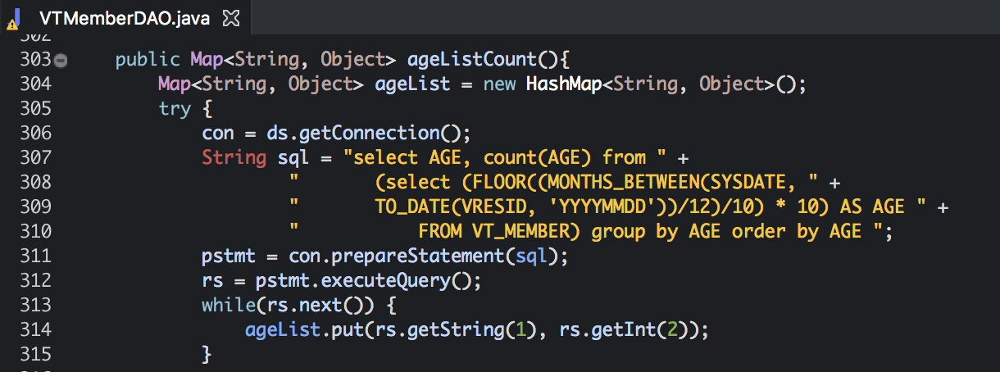 VTMemberDAO.java
302
303 public Map<String, Object> ageListCount(){
304 Map<String, Object> ageList = new HashMap<String, Object>();
305 try {
306 con = ds.getConnection();
307 String sql = "select AGE, count(AGE) from " +
308 " (select (FLOOR((MONTHS_BETWEEN(SYSDATE, " +
309 " TO_DATE(VRESID, 'YYYYMMDD'))/12)/10) * 10) AS AGE " +
310 " FROM VT_MEMBER) group by AGE order by AGE ";
311 pstmt = con.prepareStatement(sql);
312 rs = pstmt.executeQuery();
313 while(rs.next()) {
314 ageList.put(rs.getString(1), rs.getInt(2));
315 }